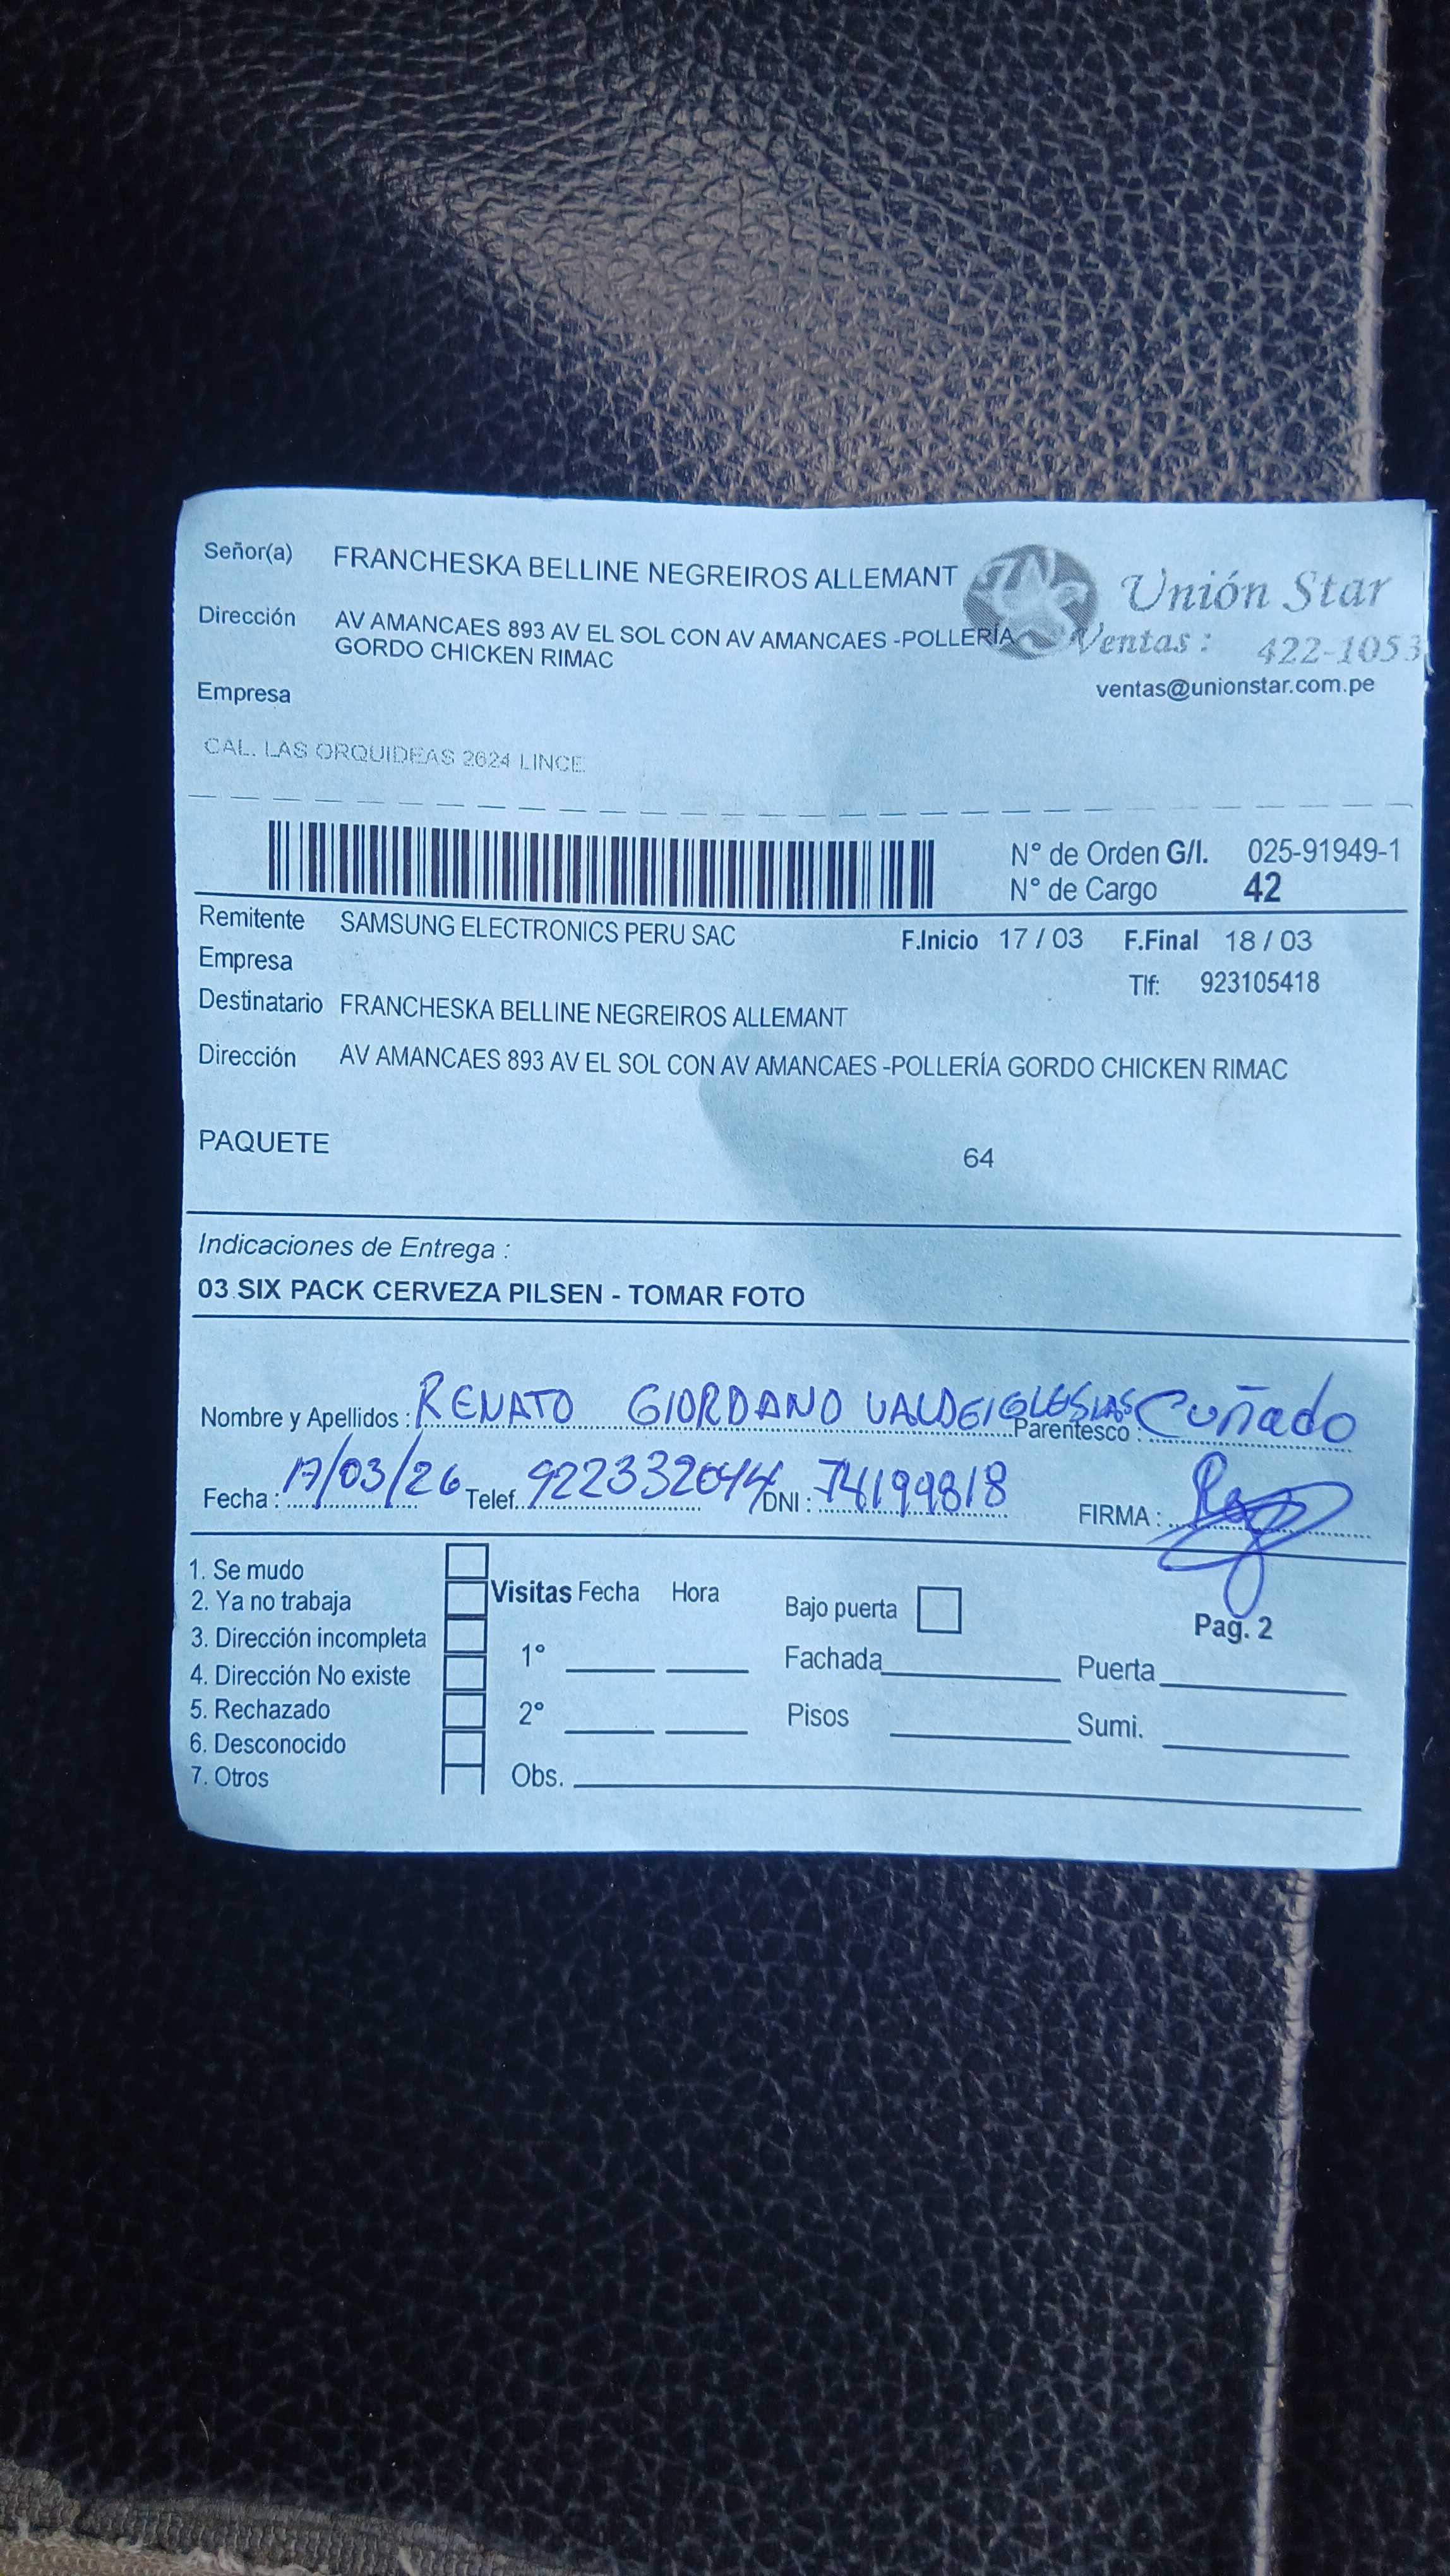 Señor(a) FRANCHESKA BELLINE NEGREIROS ALLEMANT
Unión Star
Dirección AV AMANCAES 893 AV EL SOL CON AV AMANCAES -POLLERÍA
GORDO CHICKEN RIMAC
Ventas : 422-1053
ventas@unionstar.com.pe
Empresa
CAL. LAS ORQUIDEAS 2624 LINCE
N° de Orden G/I. 025-91949-1
N° de Cargo 42
Remitente SAMSUNG ELECTRONICS PERU SAC F.Inicio 17 / 03 F.Final 18 / 03
Empresa
Tlf: 923105418
Destinatario FRANCHESKA BELLINE NEGREIROS ALLEMANT
Dirección AV AMANCAES 893 AV EL SOL CON AV AMANCAES -POLLERÍA GORDO CHICKEN RIMAC
PAQUETE 64
Indicaciones de Entrega :
03 SIX PACK CERVEZA PILSEN - TOMAR FOTO
Nombre y Apellidos : RENATO GIORDANO VALDEIGLESIAS Parentesco : Cuñado
Fecha : 17/03/26 Telef. 922332044 DNI : 74199818 FIRMA :
1. Se mudo
2. Ya no trabaja
3. Dirección incompleta
4. Dirección No existe
5. Rechazado
6. Desconocido
7. Otros
Visitas Fecha Hora
1°
2°
Obs.
Bajo puerta
Fachada
Pisos
Pag. 2
Puerta
Sumi.